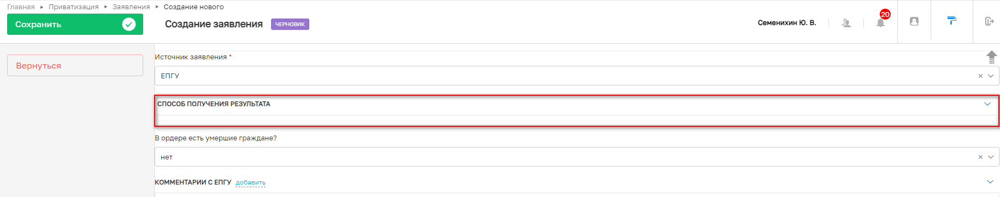 Главная ▸ Приватизация ▸ Заявления ▸ Создание нового
Сохранить
Создание заявления ЧЕРНОВИК
Семенихин Ю. В.
20
Вернуться
Источник заявления *
ЕПГУ
СПОСОБ ПОЛУЧЕНИЯ РЕЗУЛЬТАТА
В ордере есть умершие граждане?
нет
КОММЕНТАРИИ С ЕПГУ добавить